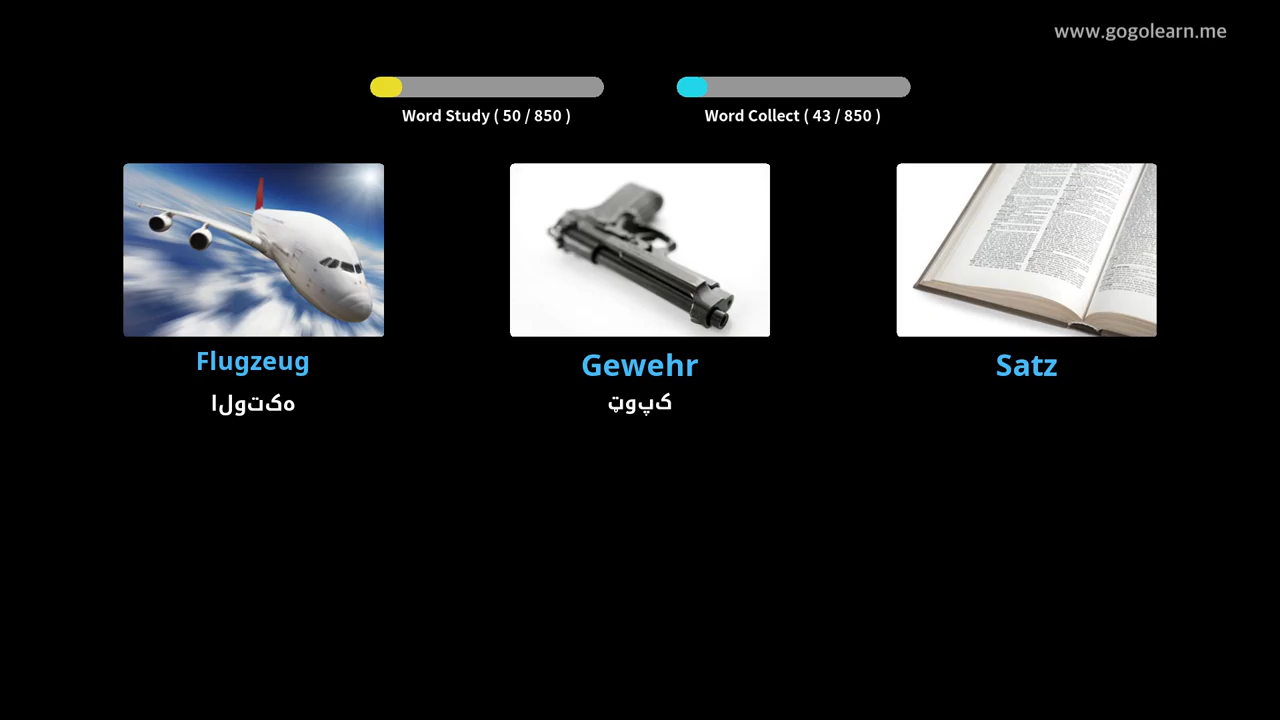 www.gogolearn.me
Word Study ( 50 / 850 )
Word Collect ( 43 / 850 )
Flugzeug
الوتکه
Gewehr
ټوپک
Satz